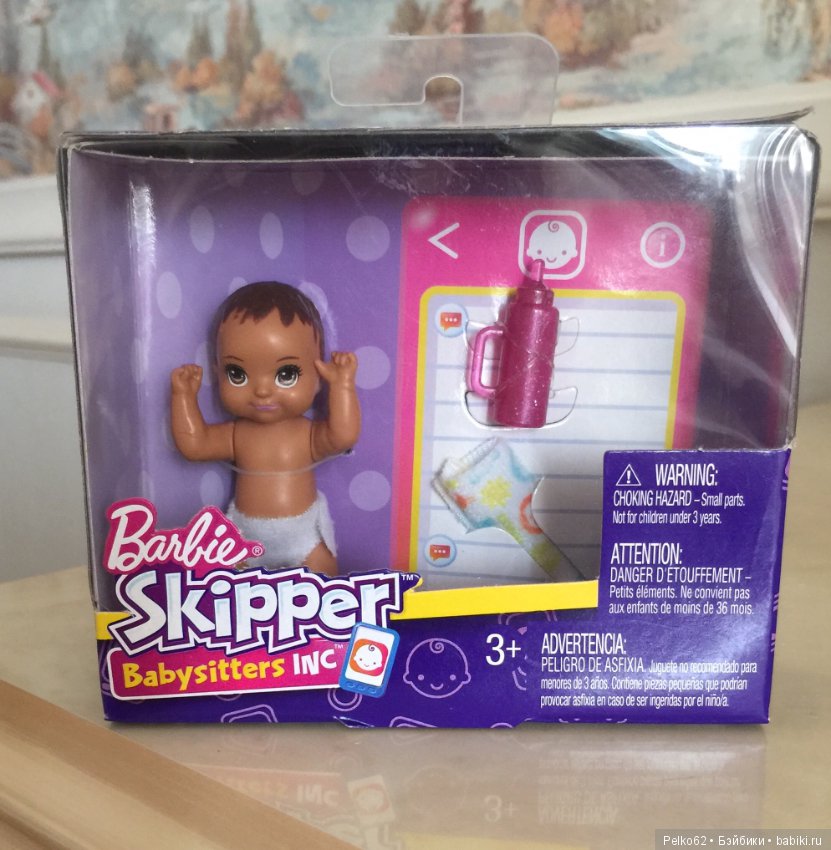 WARNING:
CHOKING HAZARD – Small parts.
Not for children under 3 years.
ATTENTION:
DANGER D'ÉTOUFFEMENT –
Petits éléments. Ne convient pas
aux enfants de moins de 36 mois.
Barbie®
Skipper™
Babysitters INC™
3+
ADVERTENCIA:
PELIGRO DE ASFIXIA. Juguete no recomendado para
menores de 3 años. Contiene piezas pequeñas que podrían
provocar asfixia en caso de ser ingeridas por el niño/a.
Pelko62 • Бэйбики • babiki.ru